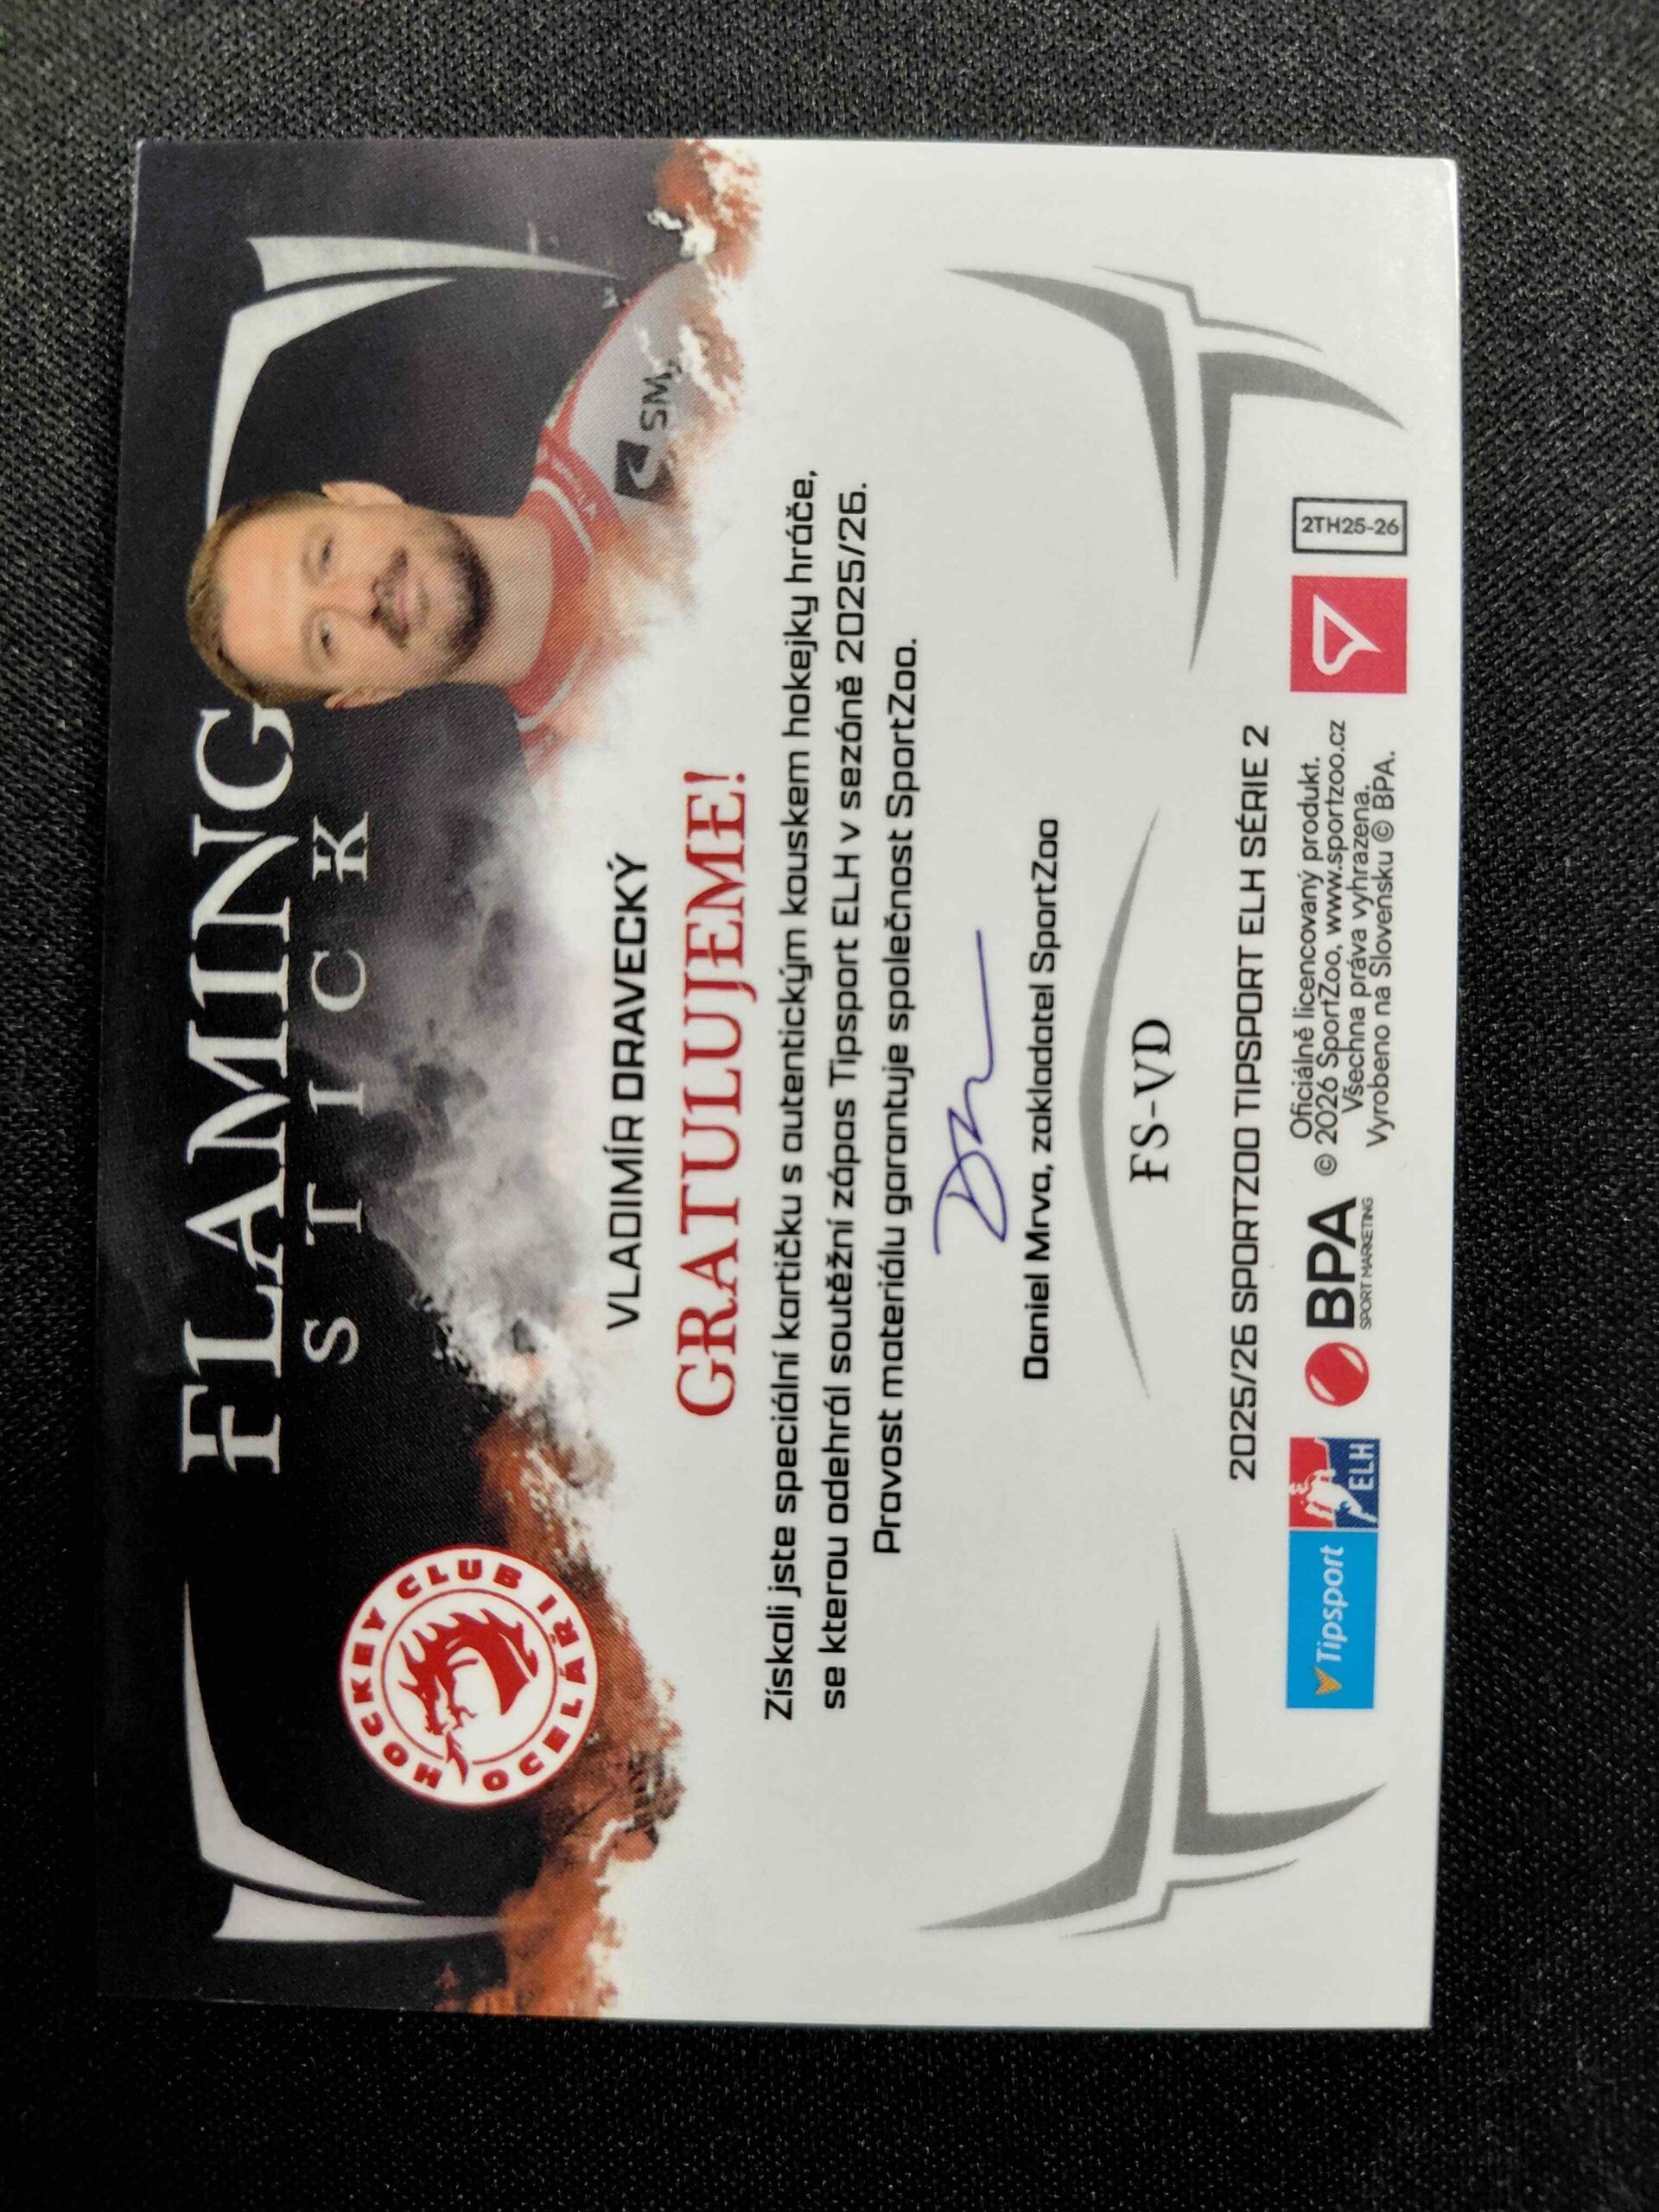 FLAMING
STICK
HOCKEY CLUB
OCELÁŘI
SM
VLADIMÍR DRAVECKÝ
GRATULUJEME!
Získali jste speciální kartičku s autentickým kouskem hokejky hráče,
se kterou odehrál soutěžní zápas Tipsport ELH v sezóně 2025/26.
Pravost materiálu garantuje společnost SportZoo.
Daniel Mrva, zakladatel SportZoo
FS-VD
2025/26 SPORTZOO TIPSPORT ELH SÉRIE 2
Tipsport
ELH
BPA
SPORT MARKETING
Oficiálně licencovaný produkt.
© 2026 SportZoo, www.sportzoo.cz
Všechna práva vyhrazena.
Vyrobeno na Slovensku © BPA.
2TH25-26